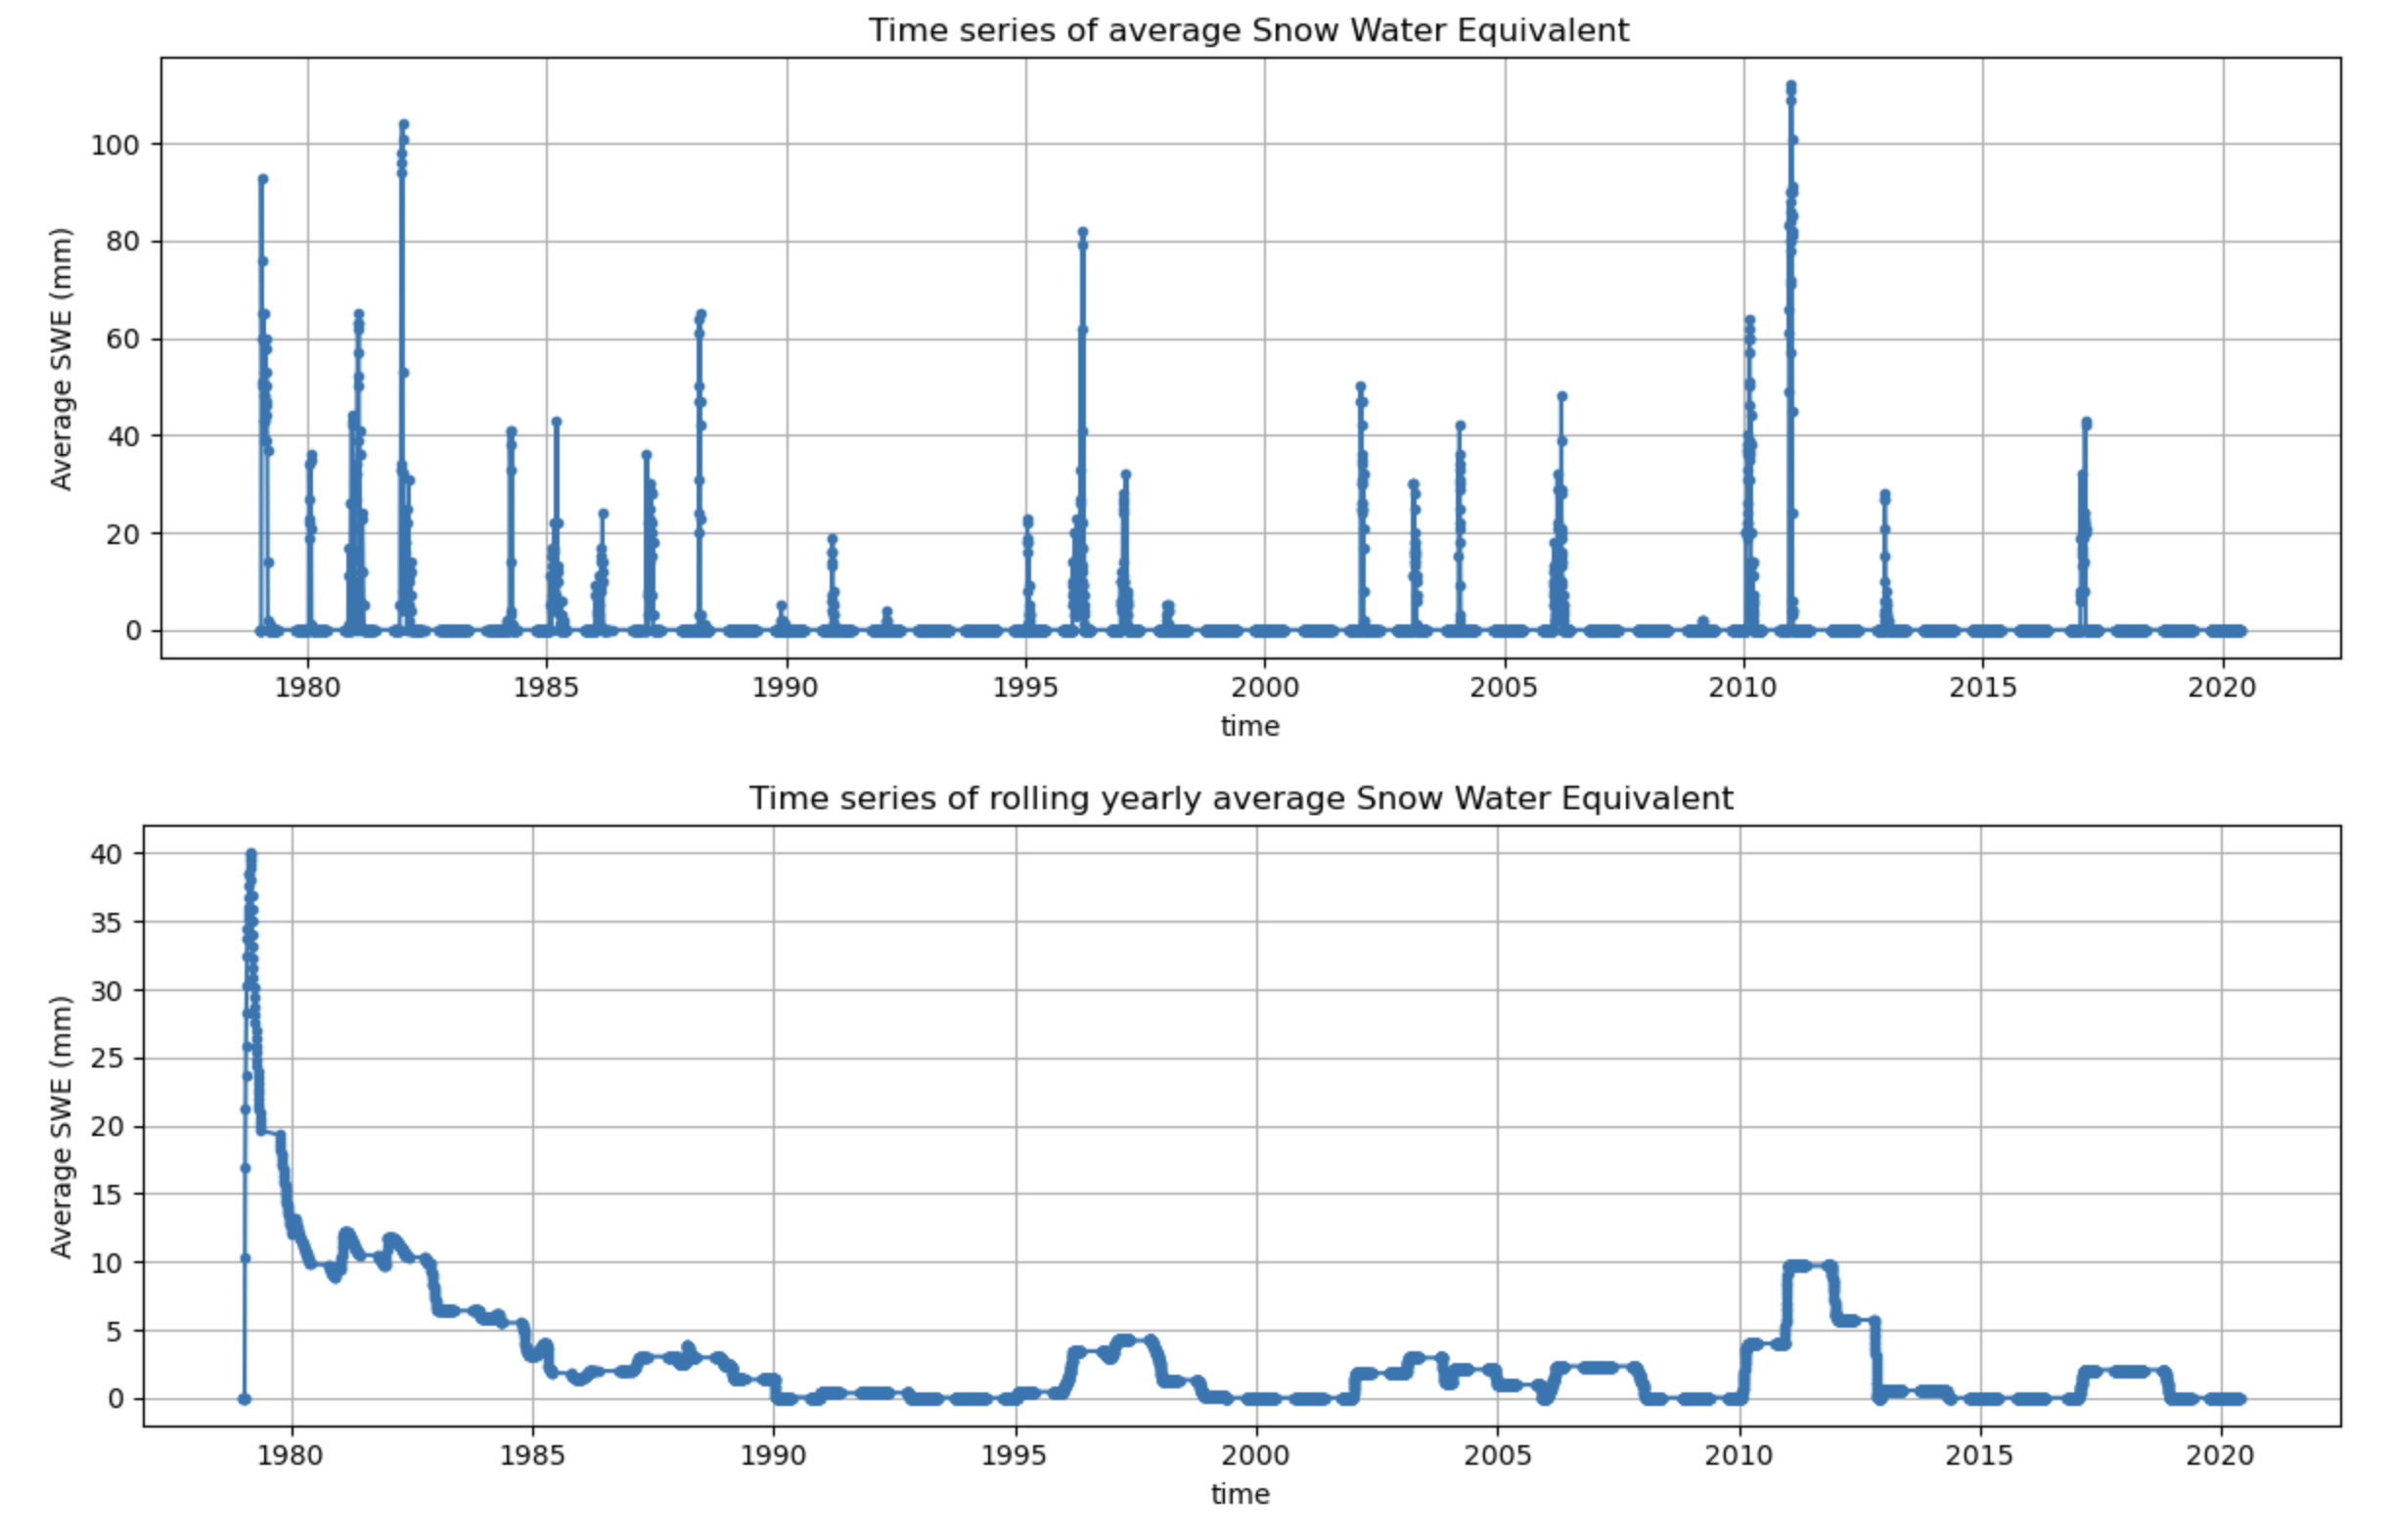 Time series of average Snow Water Equivalent
100
80
60
40
20
0
Average SWE (mm)
1980 1985 1990 1995 2000 2005 2010 2015 2020
time
Time series of rolling yearly average Snow Water Equivalent
40
35
30
25
20
15
10
5
0
Average SWE (mm)
1980 1985 1990 1995 2000 2005 2010 2015 2020
time